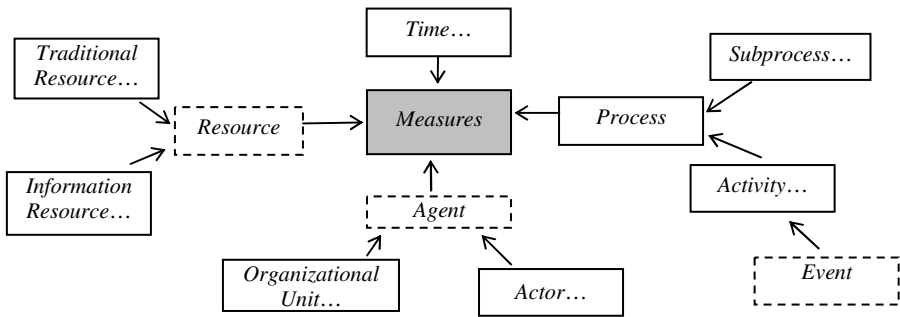 Time…
Traditional
Resource…
Subprocess…
Resource
Measures
Process
Information
Resource…
Activity…
Agent
Organizational
Unit…
Actor…
Event